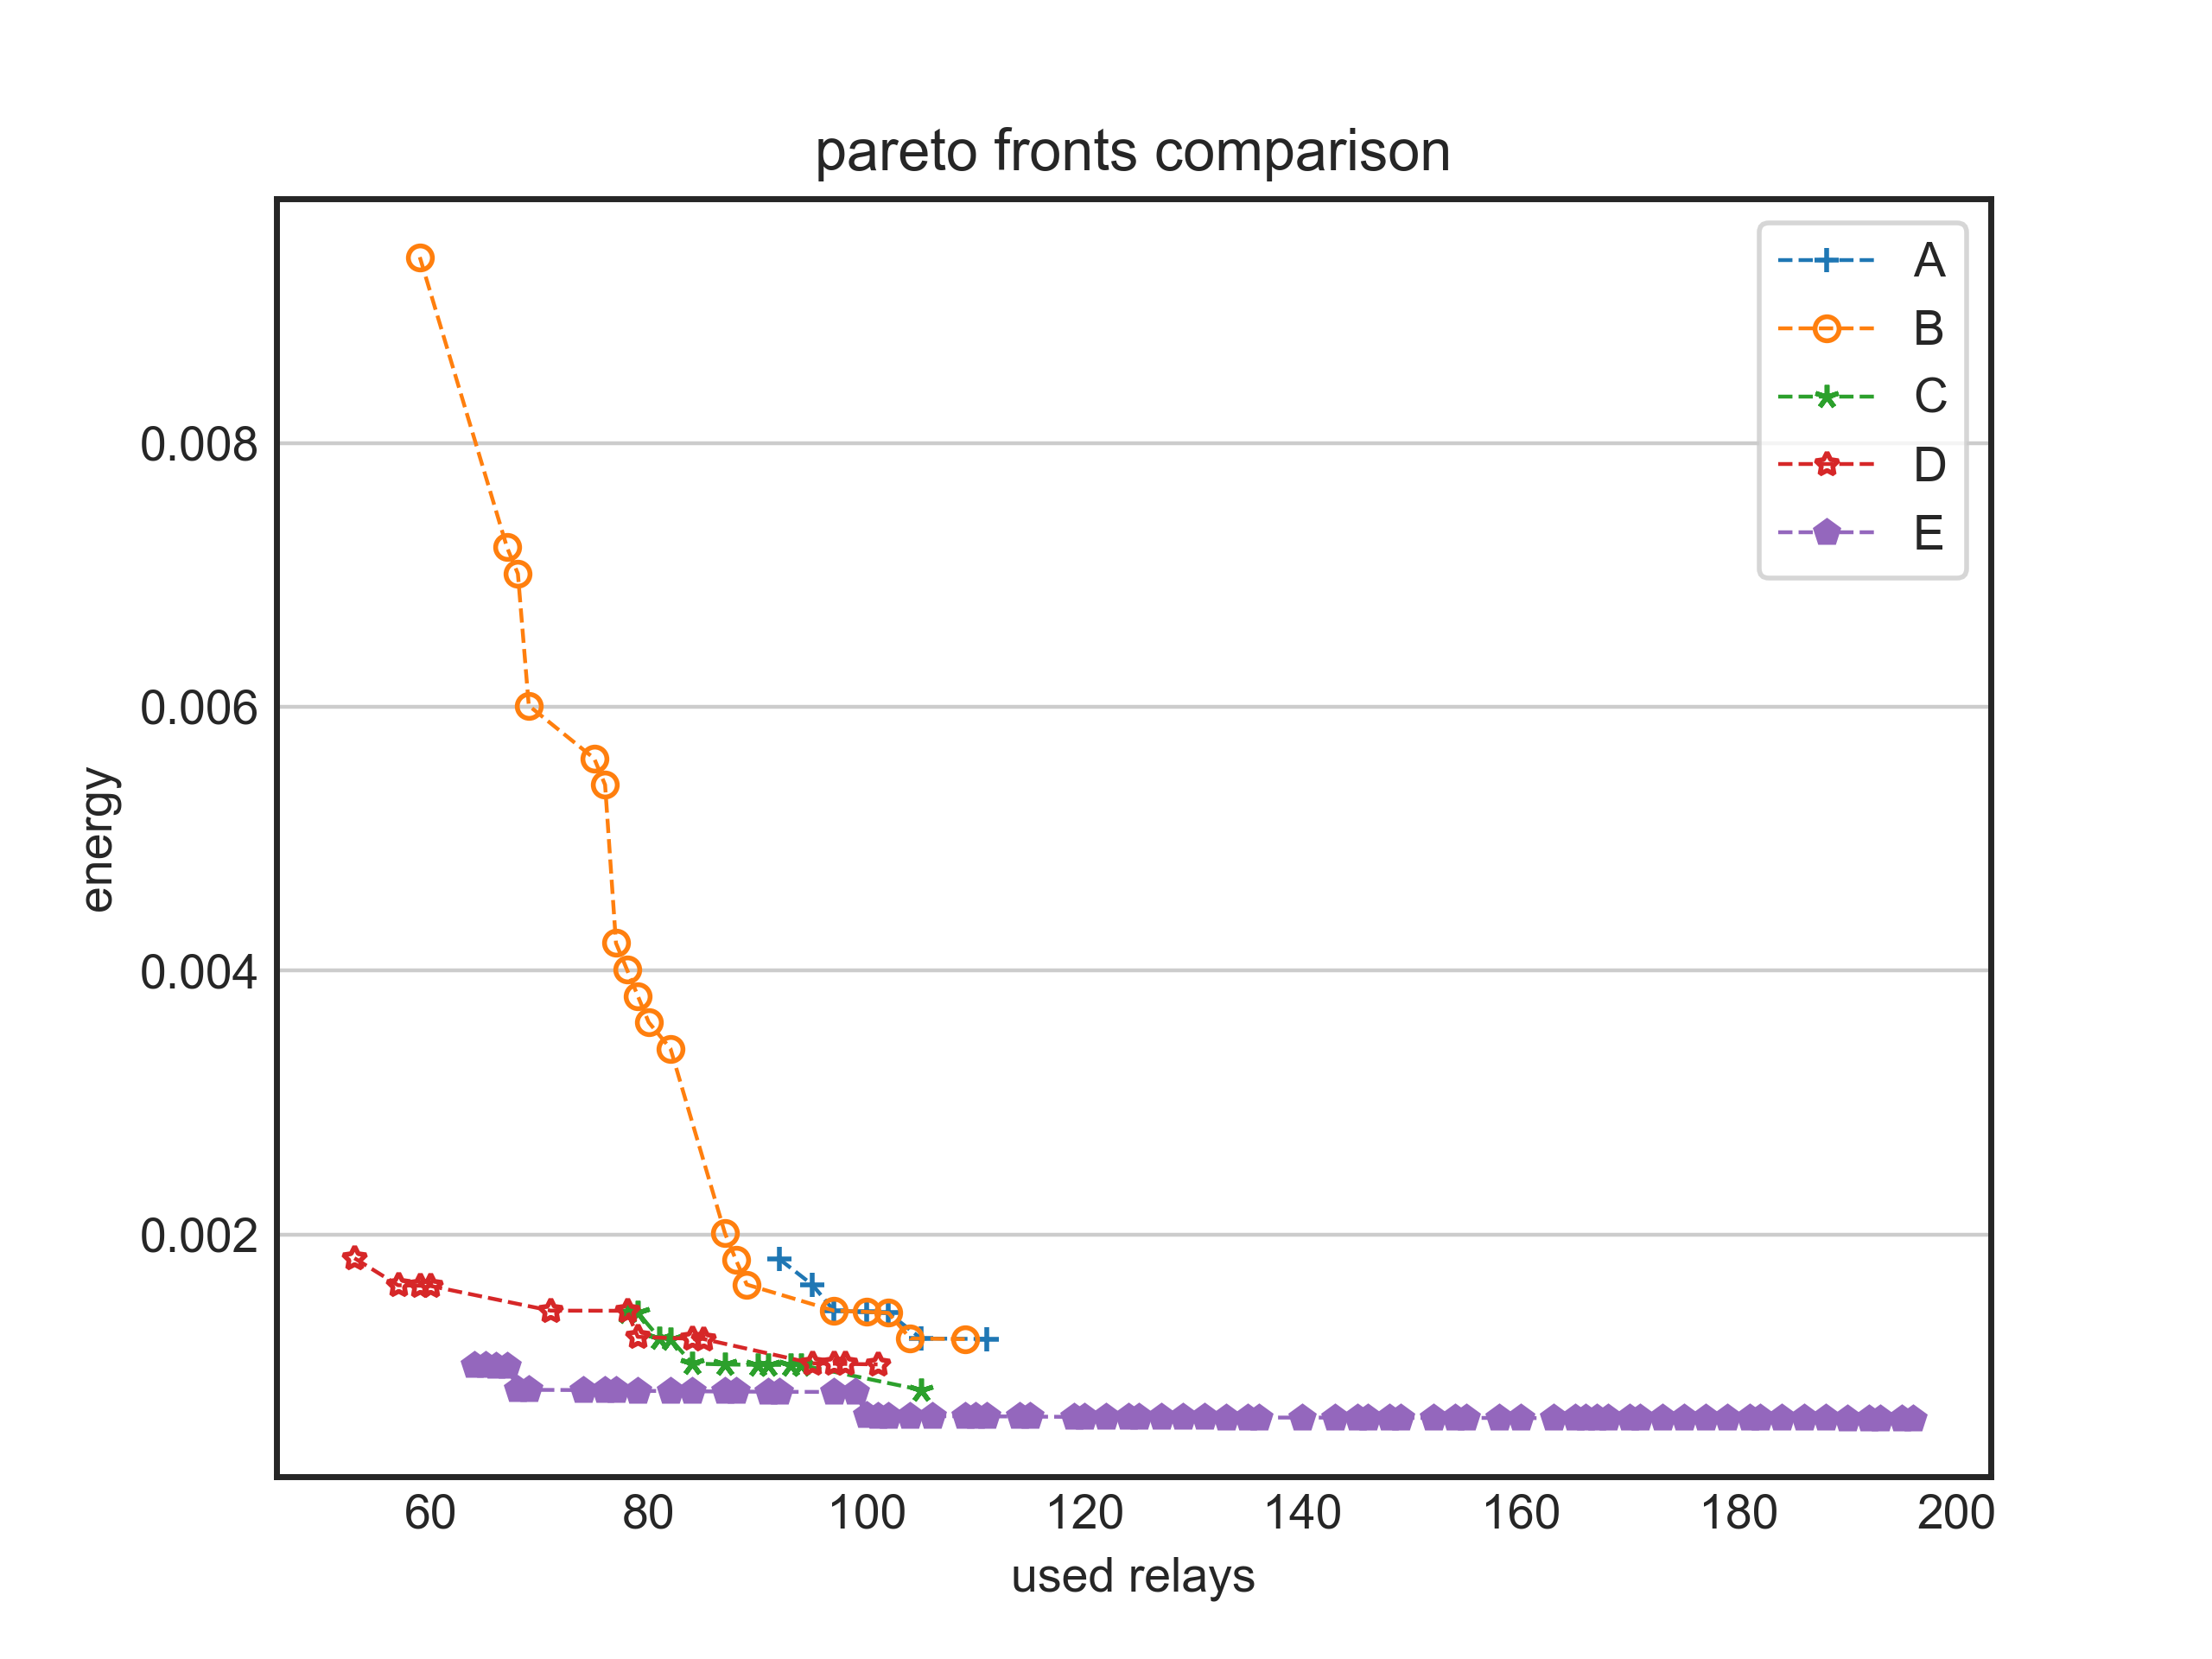 pareto fronts comparison
A
B
C
D
E
0.008
0.006
0.004
0.002
energy
60 80 100 120 140 160 180 200
used relays